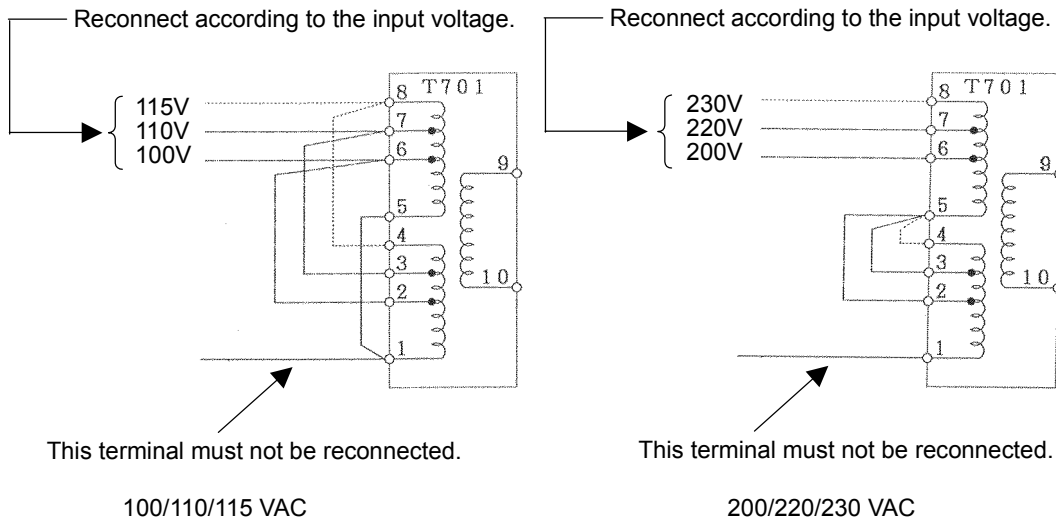 Reconnect according to the input voltage.
115V
110V
100V
T701
8
7
6
5
4
3
2
1
9
10
This terminal must not be reconnected.
100/110/115 VAC
Reconnect according to the input voltage.
230V
220V
200V
T701
8
7
6
5
4
3
2
1
9
10
This terminal must not be reconnected.
200/220/230 VAC